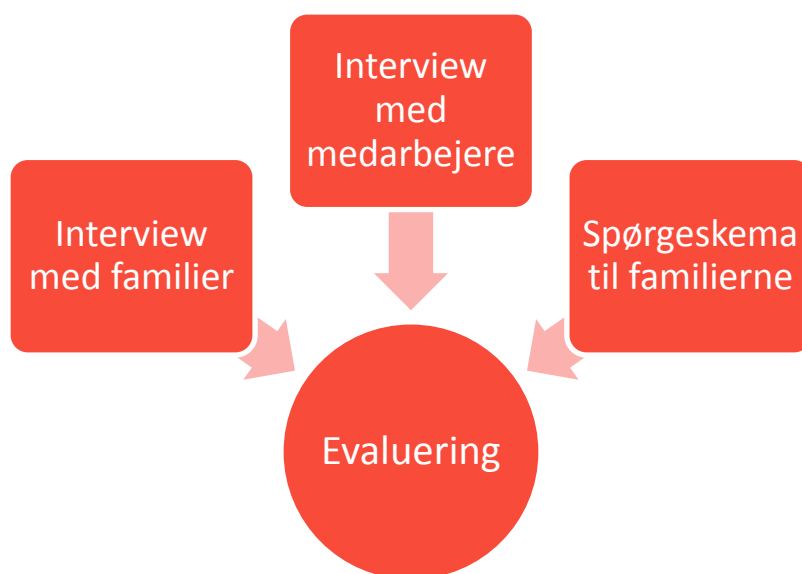 Interview
med
medarbejere
Interview
med familier
Spørgeskema
til familierne
Evaluering